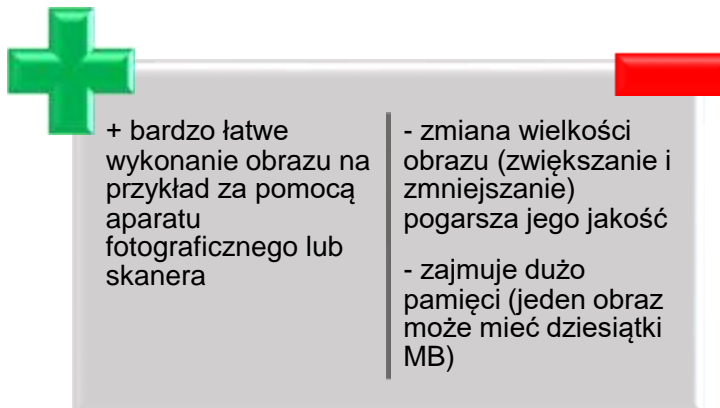 + bardzo łatwe
wykonanie obrazu na
przykład za pomocą
aparatu
fotograficznego lub
skanera
- zmiana wielkości
obrazu (zwiększanie i
zmniejszanie)
pogarsza jego jakość
- zajmuje dużo
pamięci (jeden obraz
może mieć dziesiątki
MB)